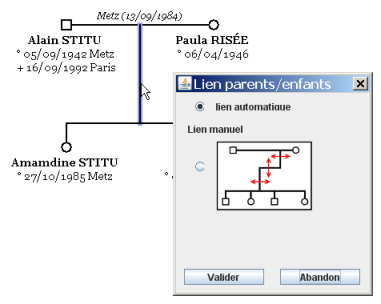 Metz (13/09/1984)
Alain STITU
° 05/09/1942 Metz
+ 16/09/1992 Paris
Paula RISÉE
° 06/04/1946
Amamdine STITU
° 27/10/1985 Metz
°
Lien parents/enfants
lien automatique
Lien manuel
Valider
Abandon